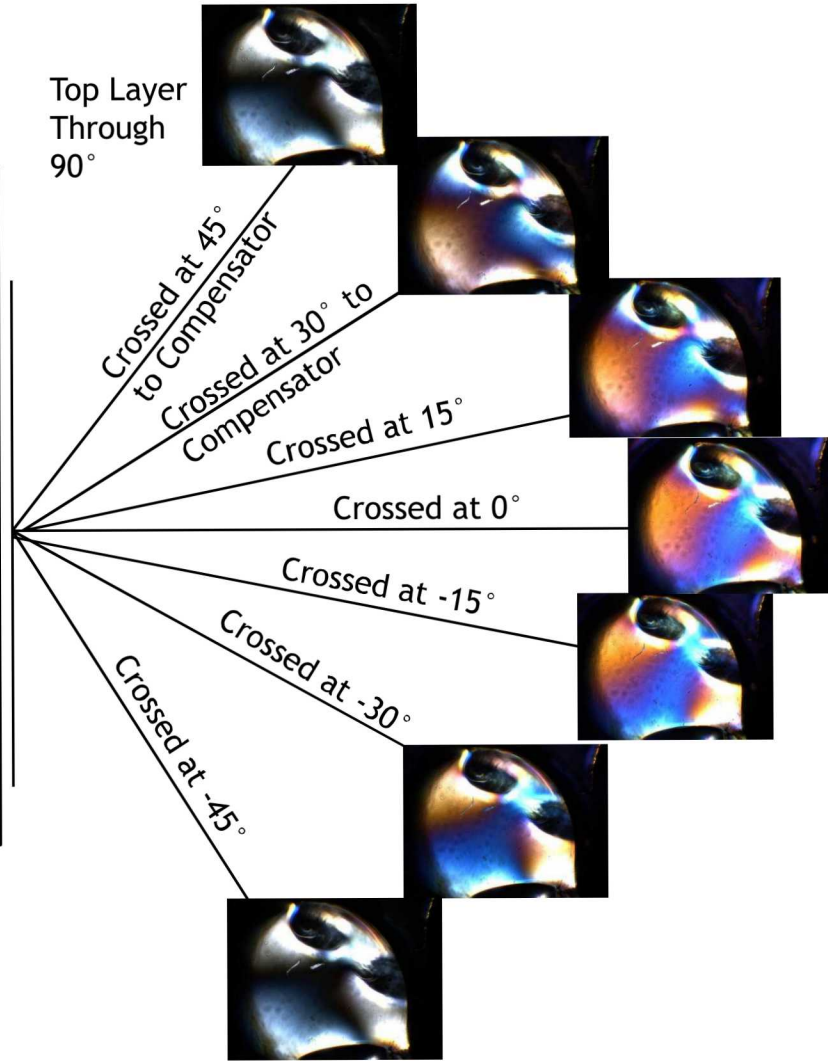 Top Layer
Through
90°
Crossed at 45°
to Compensator
Crossed at 30° to
Compensator
Crossed at 15°
Crossed at 0°
Crossed at -15°
Crossed at -30°
Crossed at -45°